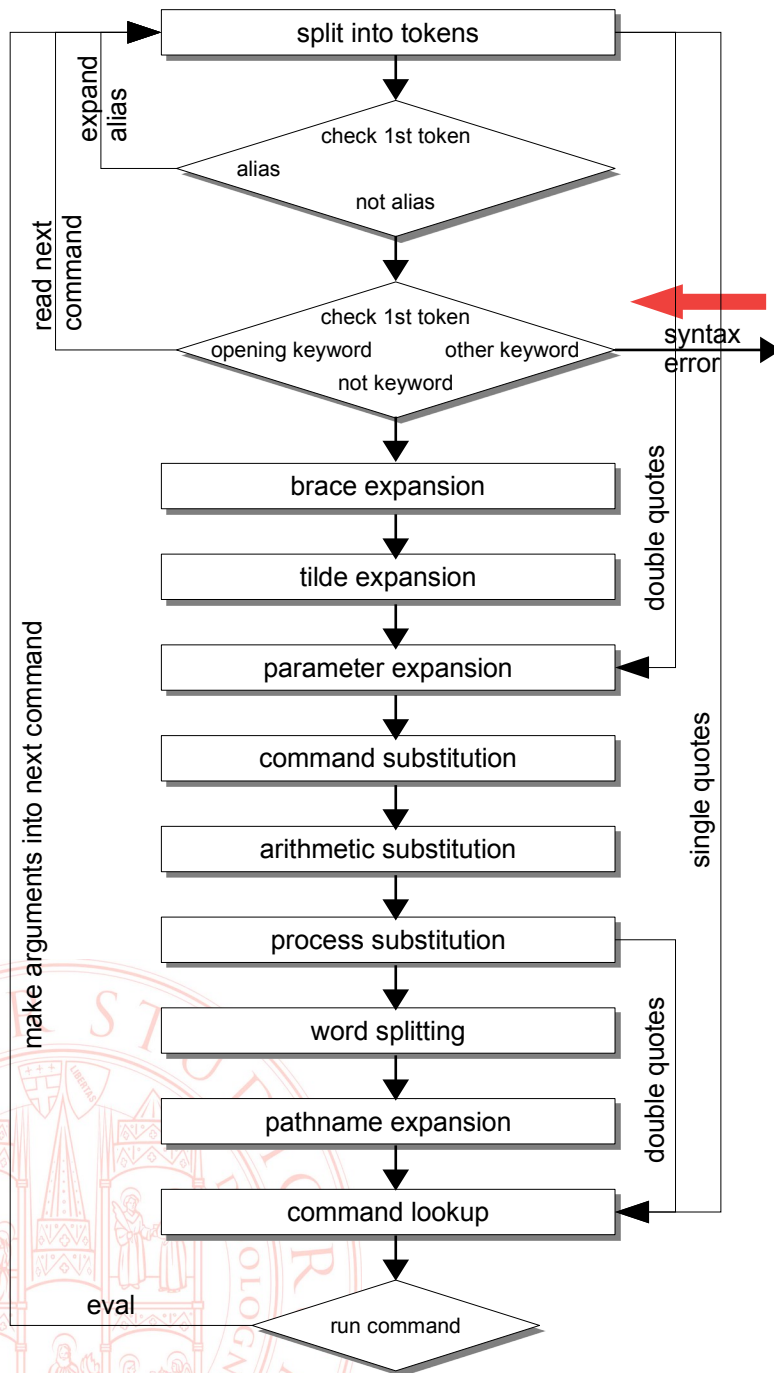 split into tokens
expand
alias
check 1st token
alias
not alias
read next
command
check 1st token
opening keyword
other keyword
not keyword
syntax
error
brace expansion
tilde expansion
double quotes
parameter expansion
command substitution
single quotes
arithmetic substitution
make arguments into next command
process substitution
word splitting
double quotes
pathname expansion
command lookup
eval
run command
R STUDIOR
LIBERTAS
OLOGN